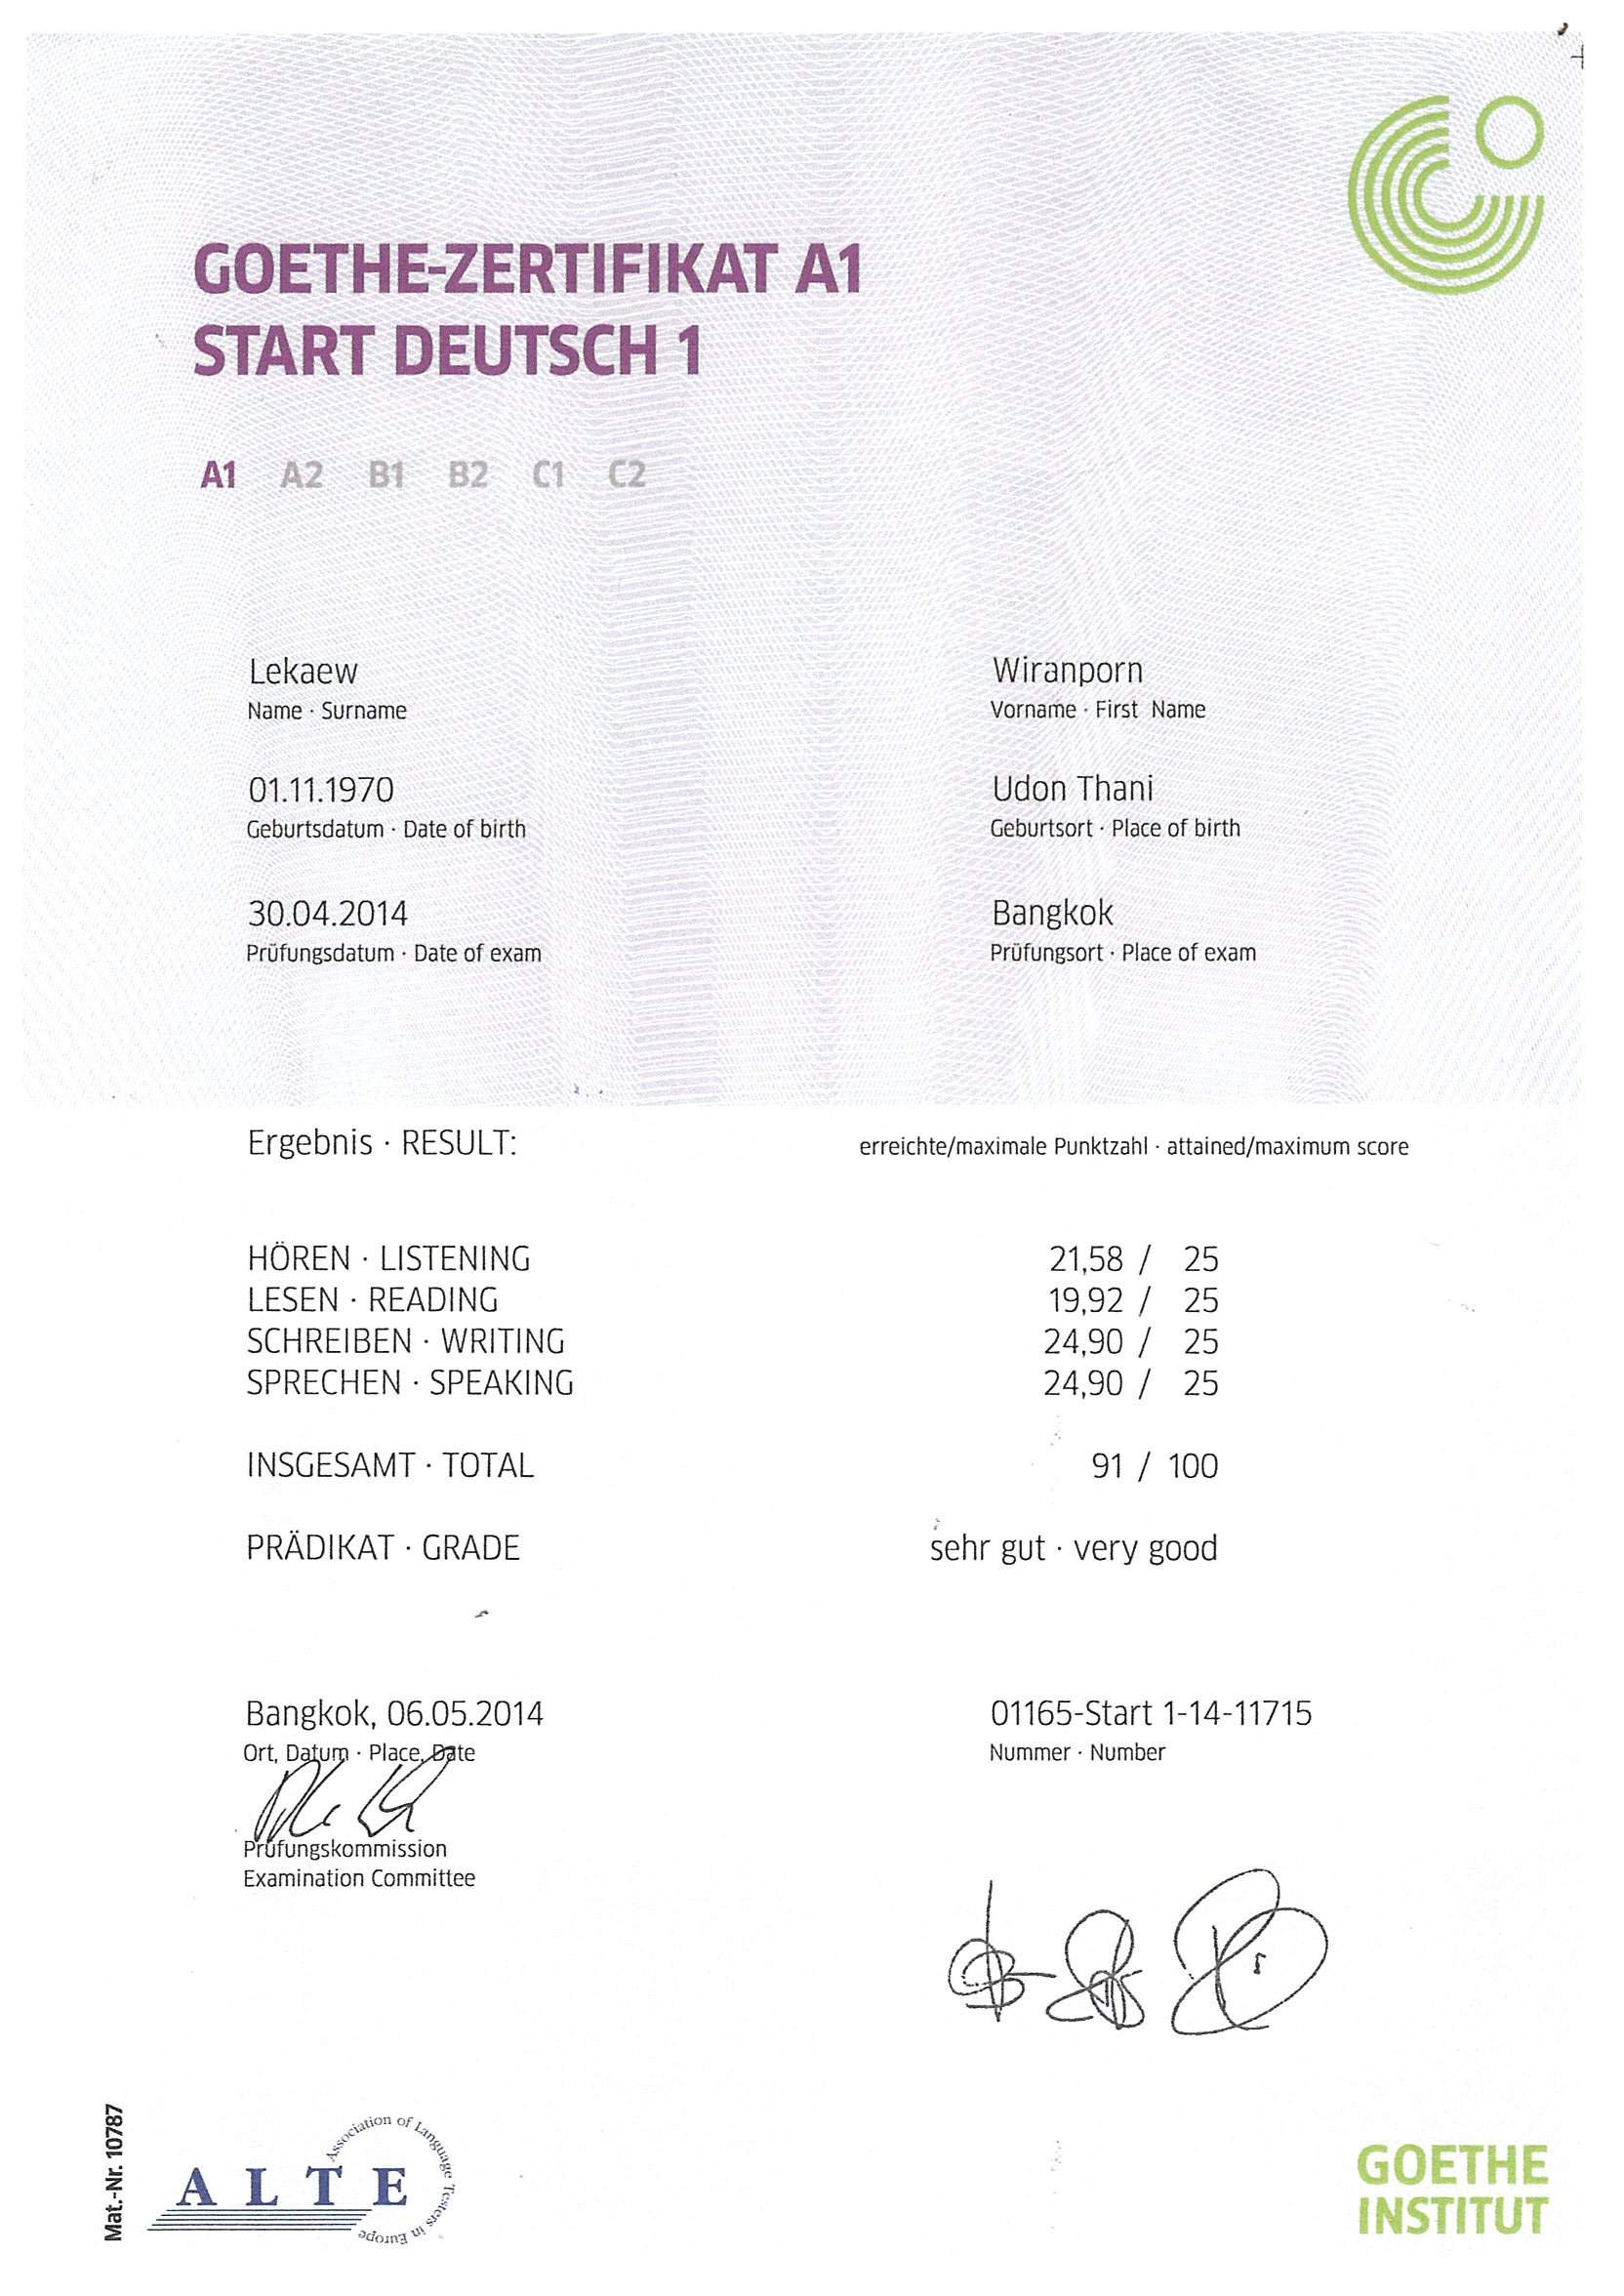 GOETHE-ZERTIFIKAT A1
START DEUTSCH 1
A1 A2 B1 B2 C1 C2
Lekaew Wiranporn
Name · Surname Vorname · First Name
01.11.1970 Udon Thani
Geburtsdatum · Date of birth Geburtsort · Place of birth
30.04.2014 Bangkok
Prüfungsdatum · Date of exam Prüfungsort · Place of exam
Ergebnis · RESULT: erreichte/maximale Punktzahl · attained/maximum score
HÖREN · LISTENING 21,58 / 25
LESEN · READING 19,92 / 25
SCHREIBEN · WRITING 24,90 / 25
SPRECHEN · SPEAKING 24,90 / 25
INSGESAMT · TOTAL 91 / 100
PRÄDIKAT · GRADE sehr gut · very good
Bangkok, 06.05.2014 01165-Start 1-14-11715
Ort, Datum · Place, Date Nummer · Number
Prüfungskommission
Examination Committee
Mat.-Nr. 10787
ALTE
Association of Language Testers in Europe
GOETHE
INSTITUT